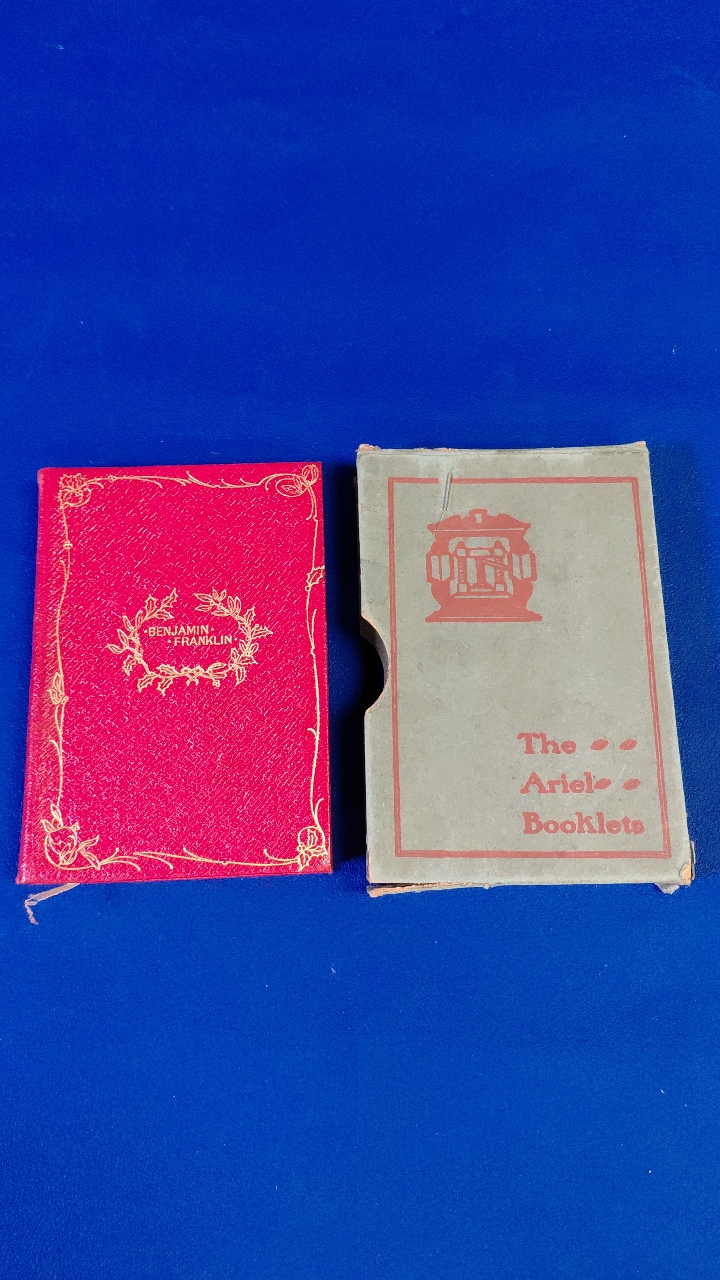 ·BENJAMIN·
·FRANKLIN·
The
Ariel
Booklets